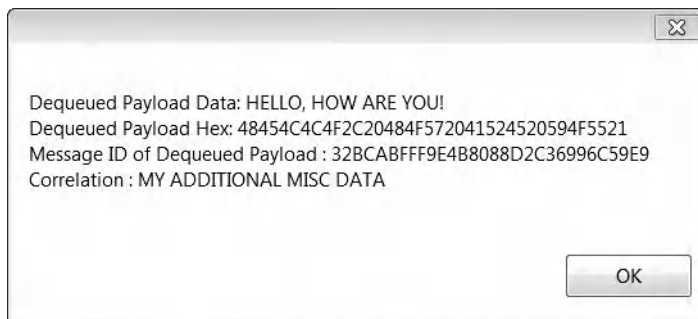 Dequeued Payload Data: HELLO, HOW ARE YOU!
Dequeued Payload Hex: 48454C4C4F2C20484F572041524520594F5521
Message ID of Dequeued Payload : 32BCABFFF9E4B8088D2C36996C59E9
Correlation : MY ADDITIONAL MISC DATA
OK